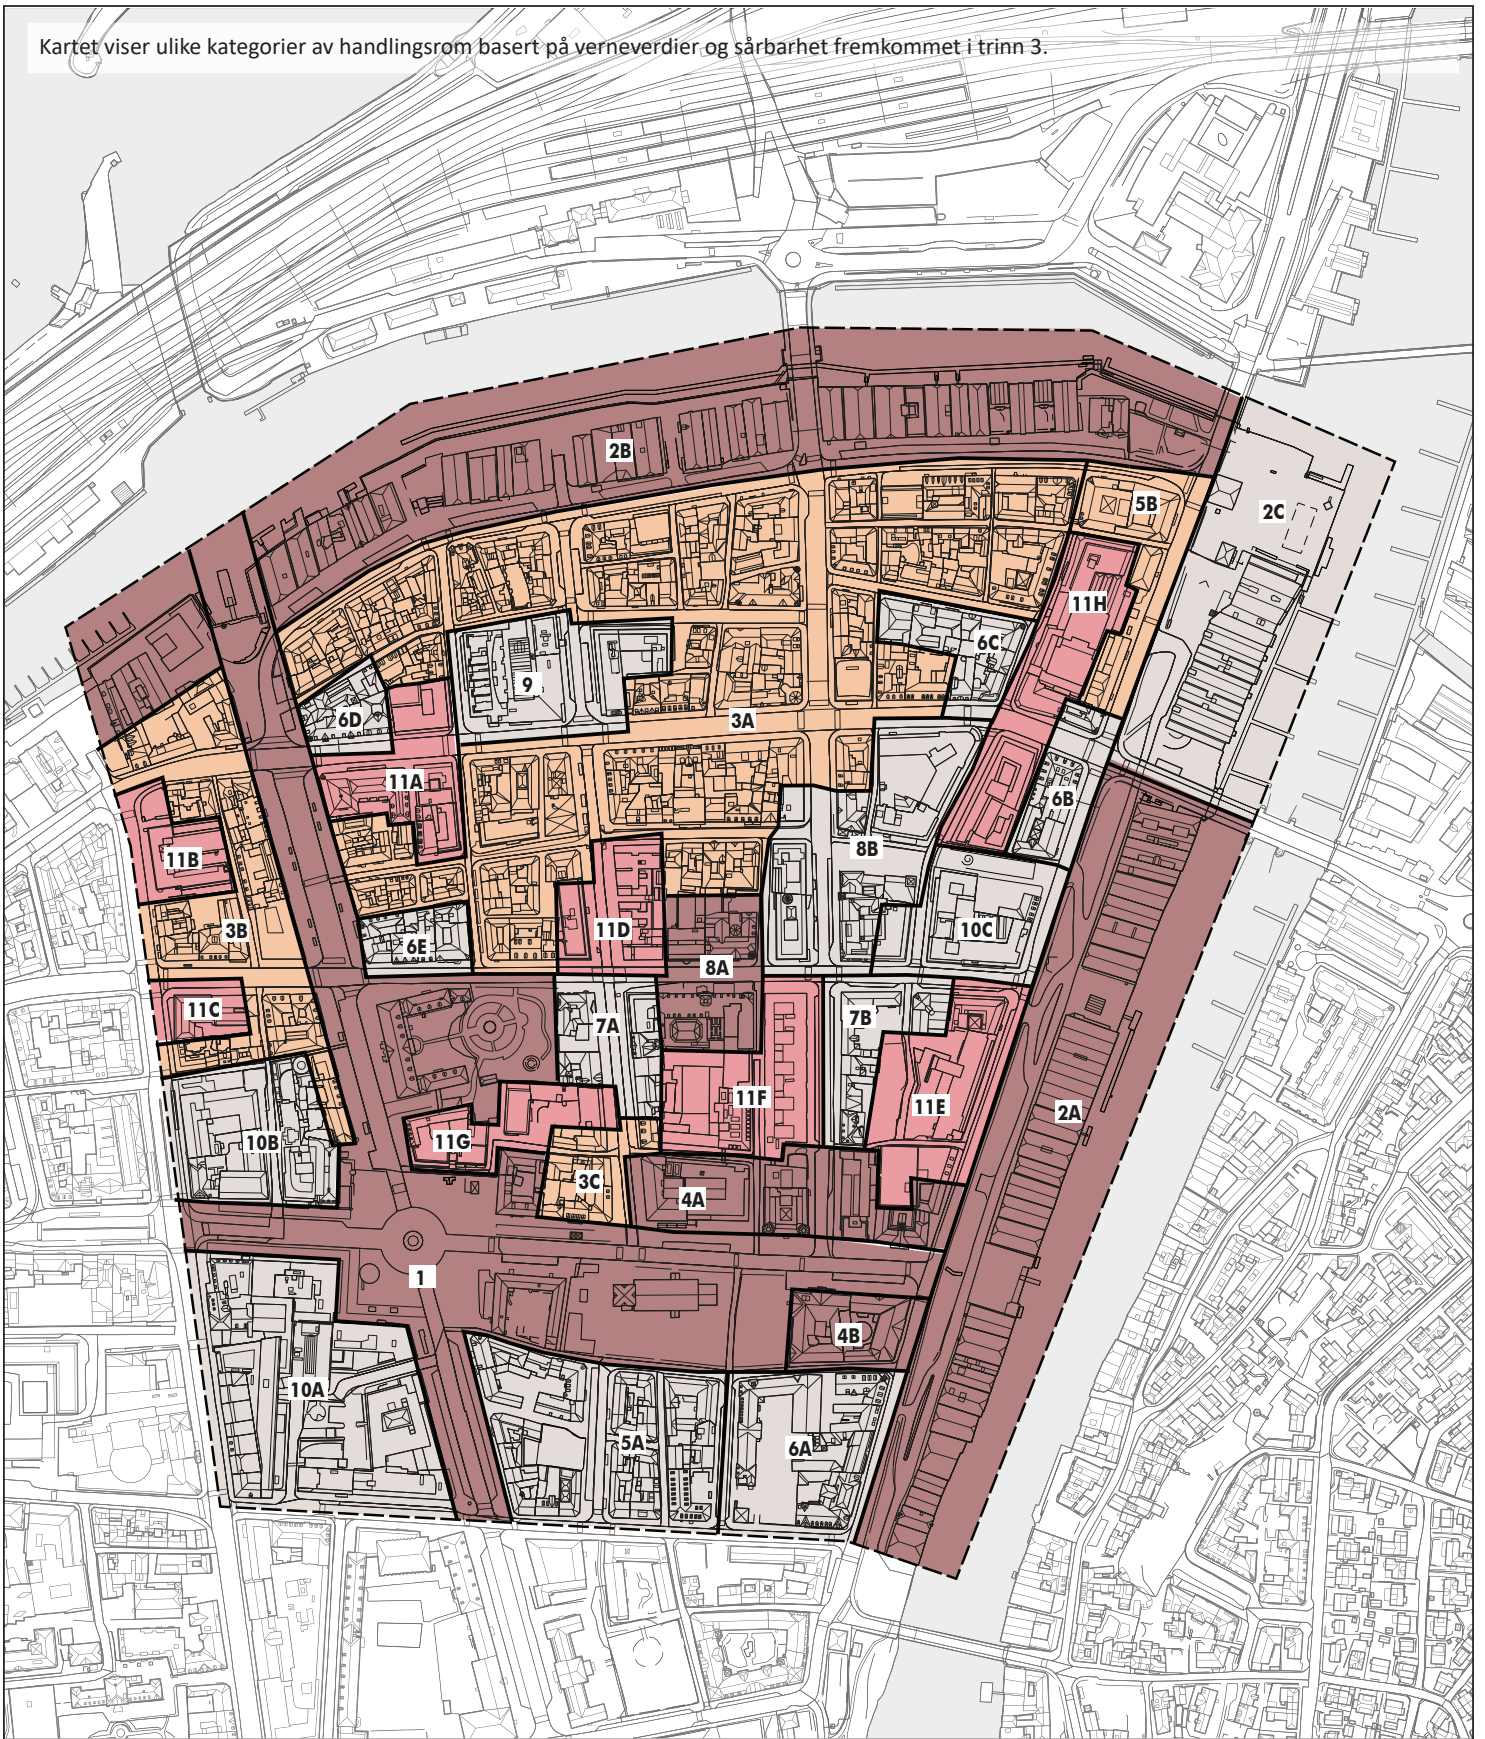 Kartet viser ulike kategorier av handlingsrom basert på verneverdier og sårbarhet fremkommet i trinn 3.
2B
5B
2C
11H
6C
9
6D
3A
11A
6B
8B
11B
3B
11D
10C
6E
8A
11C
7A
7B
11F
11E
2A
11G
10B
3C
4A
1
4B
10A
5A
6A